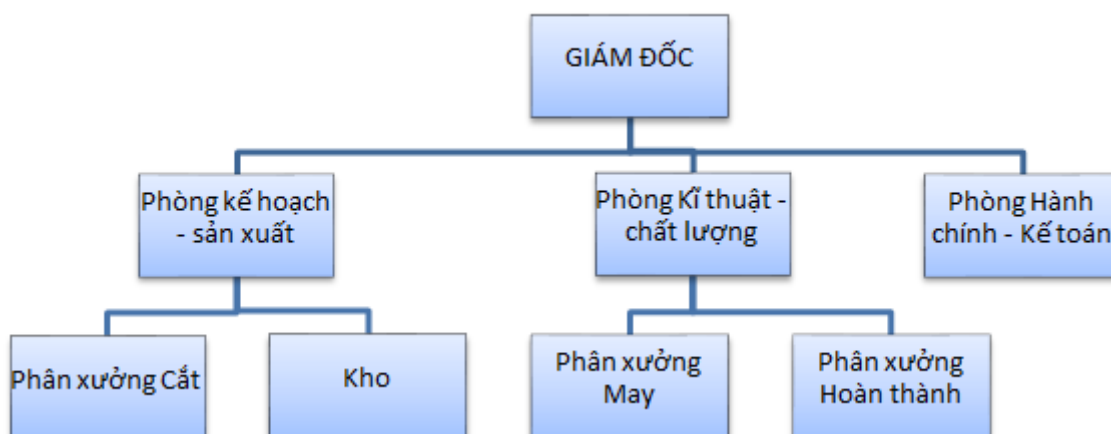 GIÁM ĐỐC
Phòng kế hoạch
- sản xuất
Phòng Kĩ thuật -
chất lượng
Phòng Hành
chính - Kế toán
Phân xưởng Cắt
Kho
Phân xưởng
May
Phân xưởng
Hoàn thành